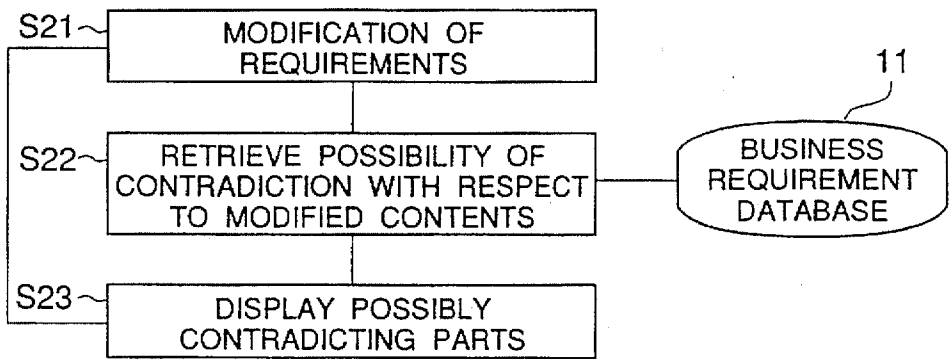 S21
MODIFICATION OF
REQUIREMENTS
11
S22
RETRIEVE POSSIBILITY OF
CONTRADICTION WITH RESPECT
TO MODIFIED CONTENTS
BUSINESS
REQUIREMENT
DATABASE
S23
DISPLAY POSSIBLY
CONTRADICTING PARTS